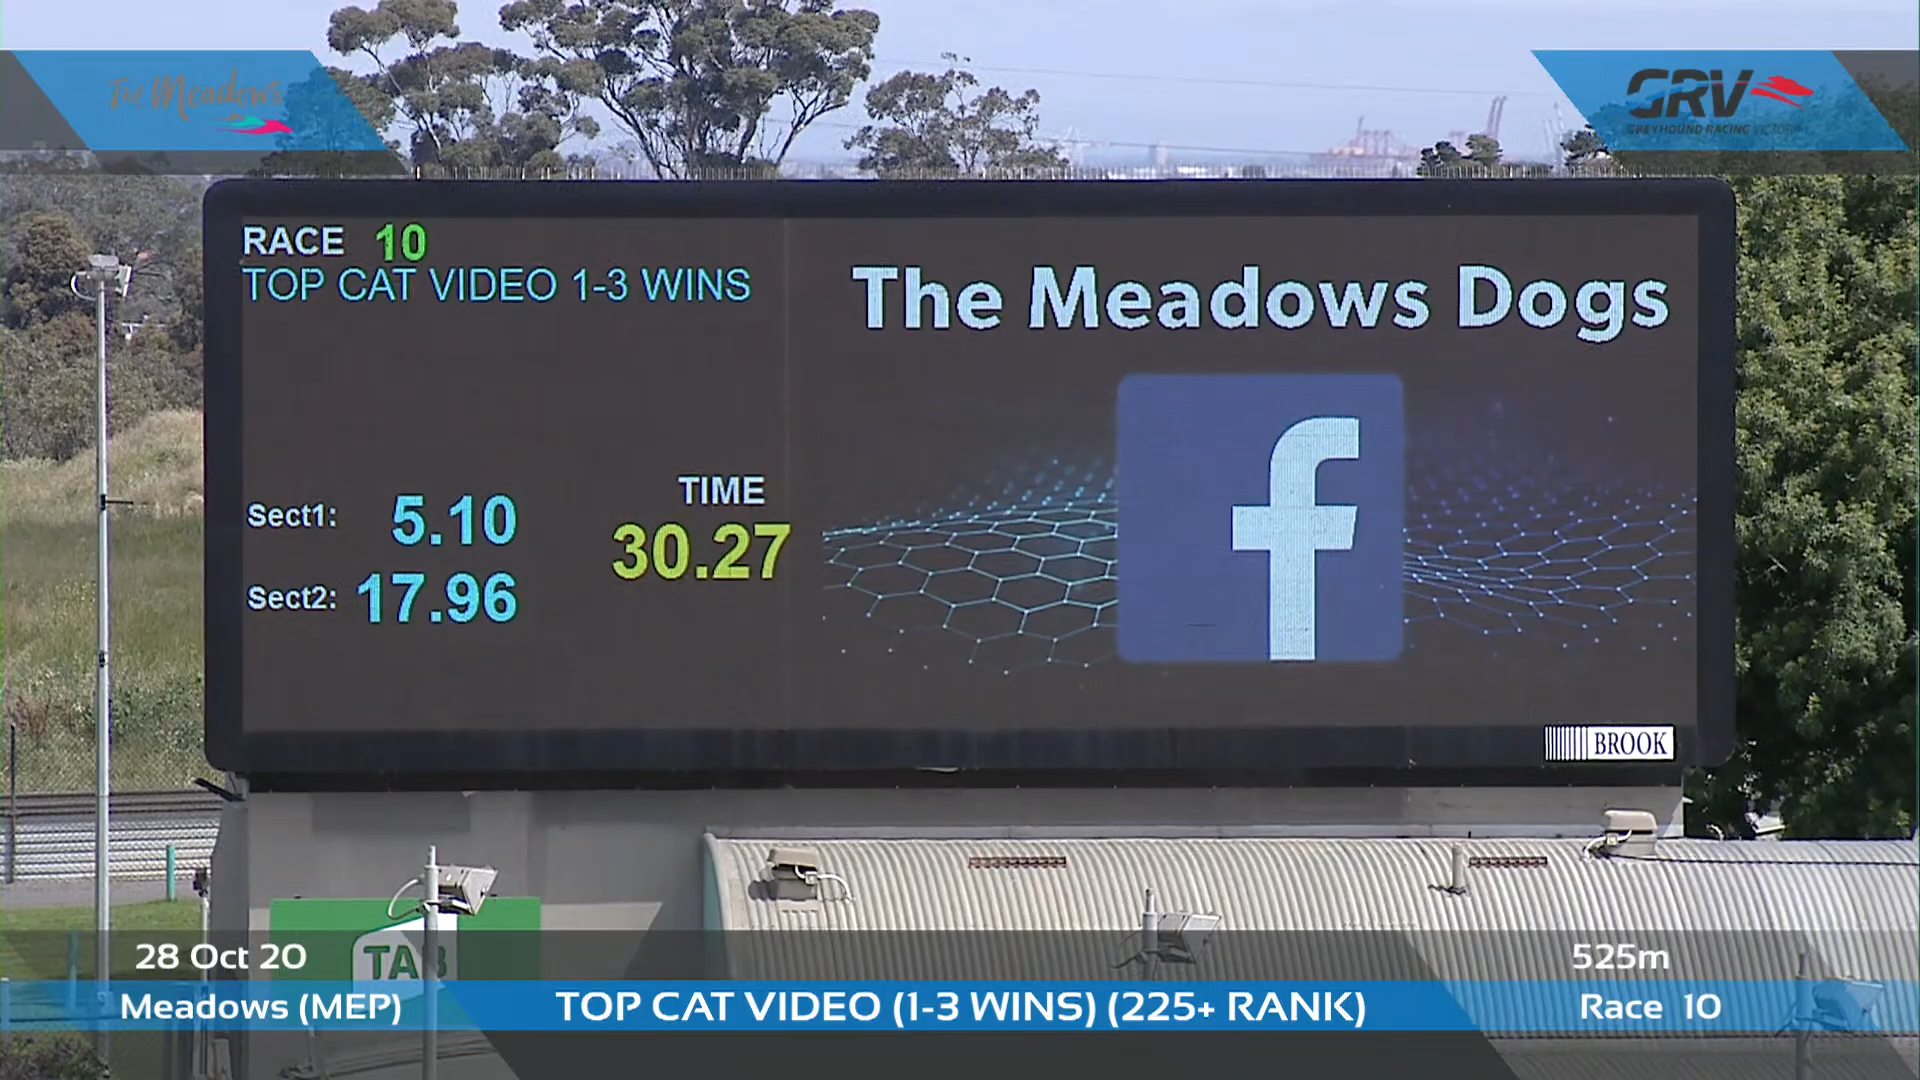 The Meadows
GRV
GREYHOUND RACING VICTORIA
RACE 10
TOP CAT VIDEO 1-3 WINS
The Meadows Dogs
f
TIME
Sect1: 5.10
30.27
Sect2: 17.96
BROOK
TAB
28 Oct 20
525m
Meadows (MEP)
TOP CAT VIDEO (1-3 WINS) (225+ RANK)
Race 10